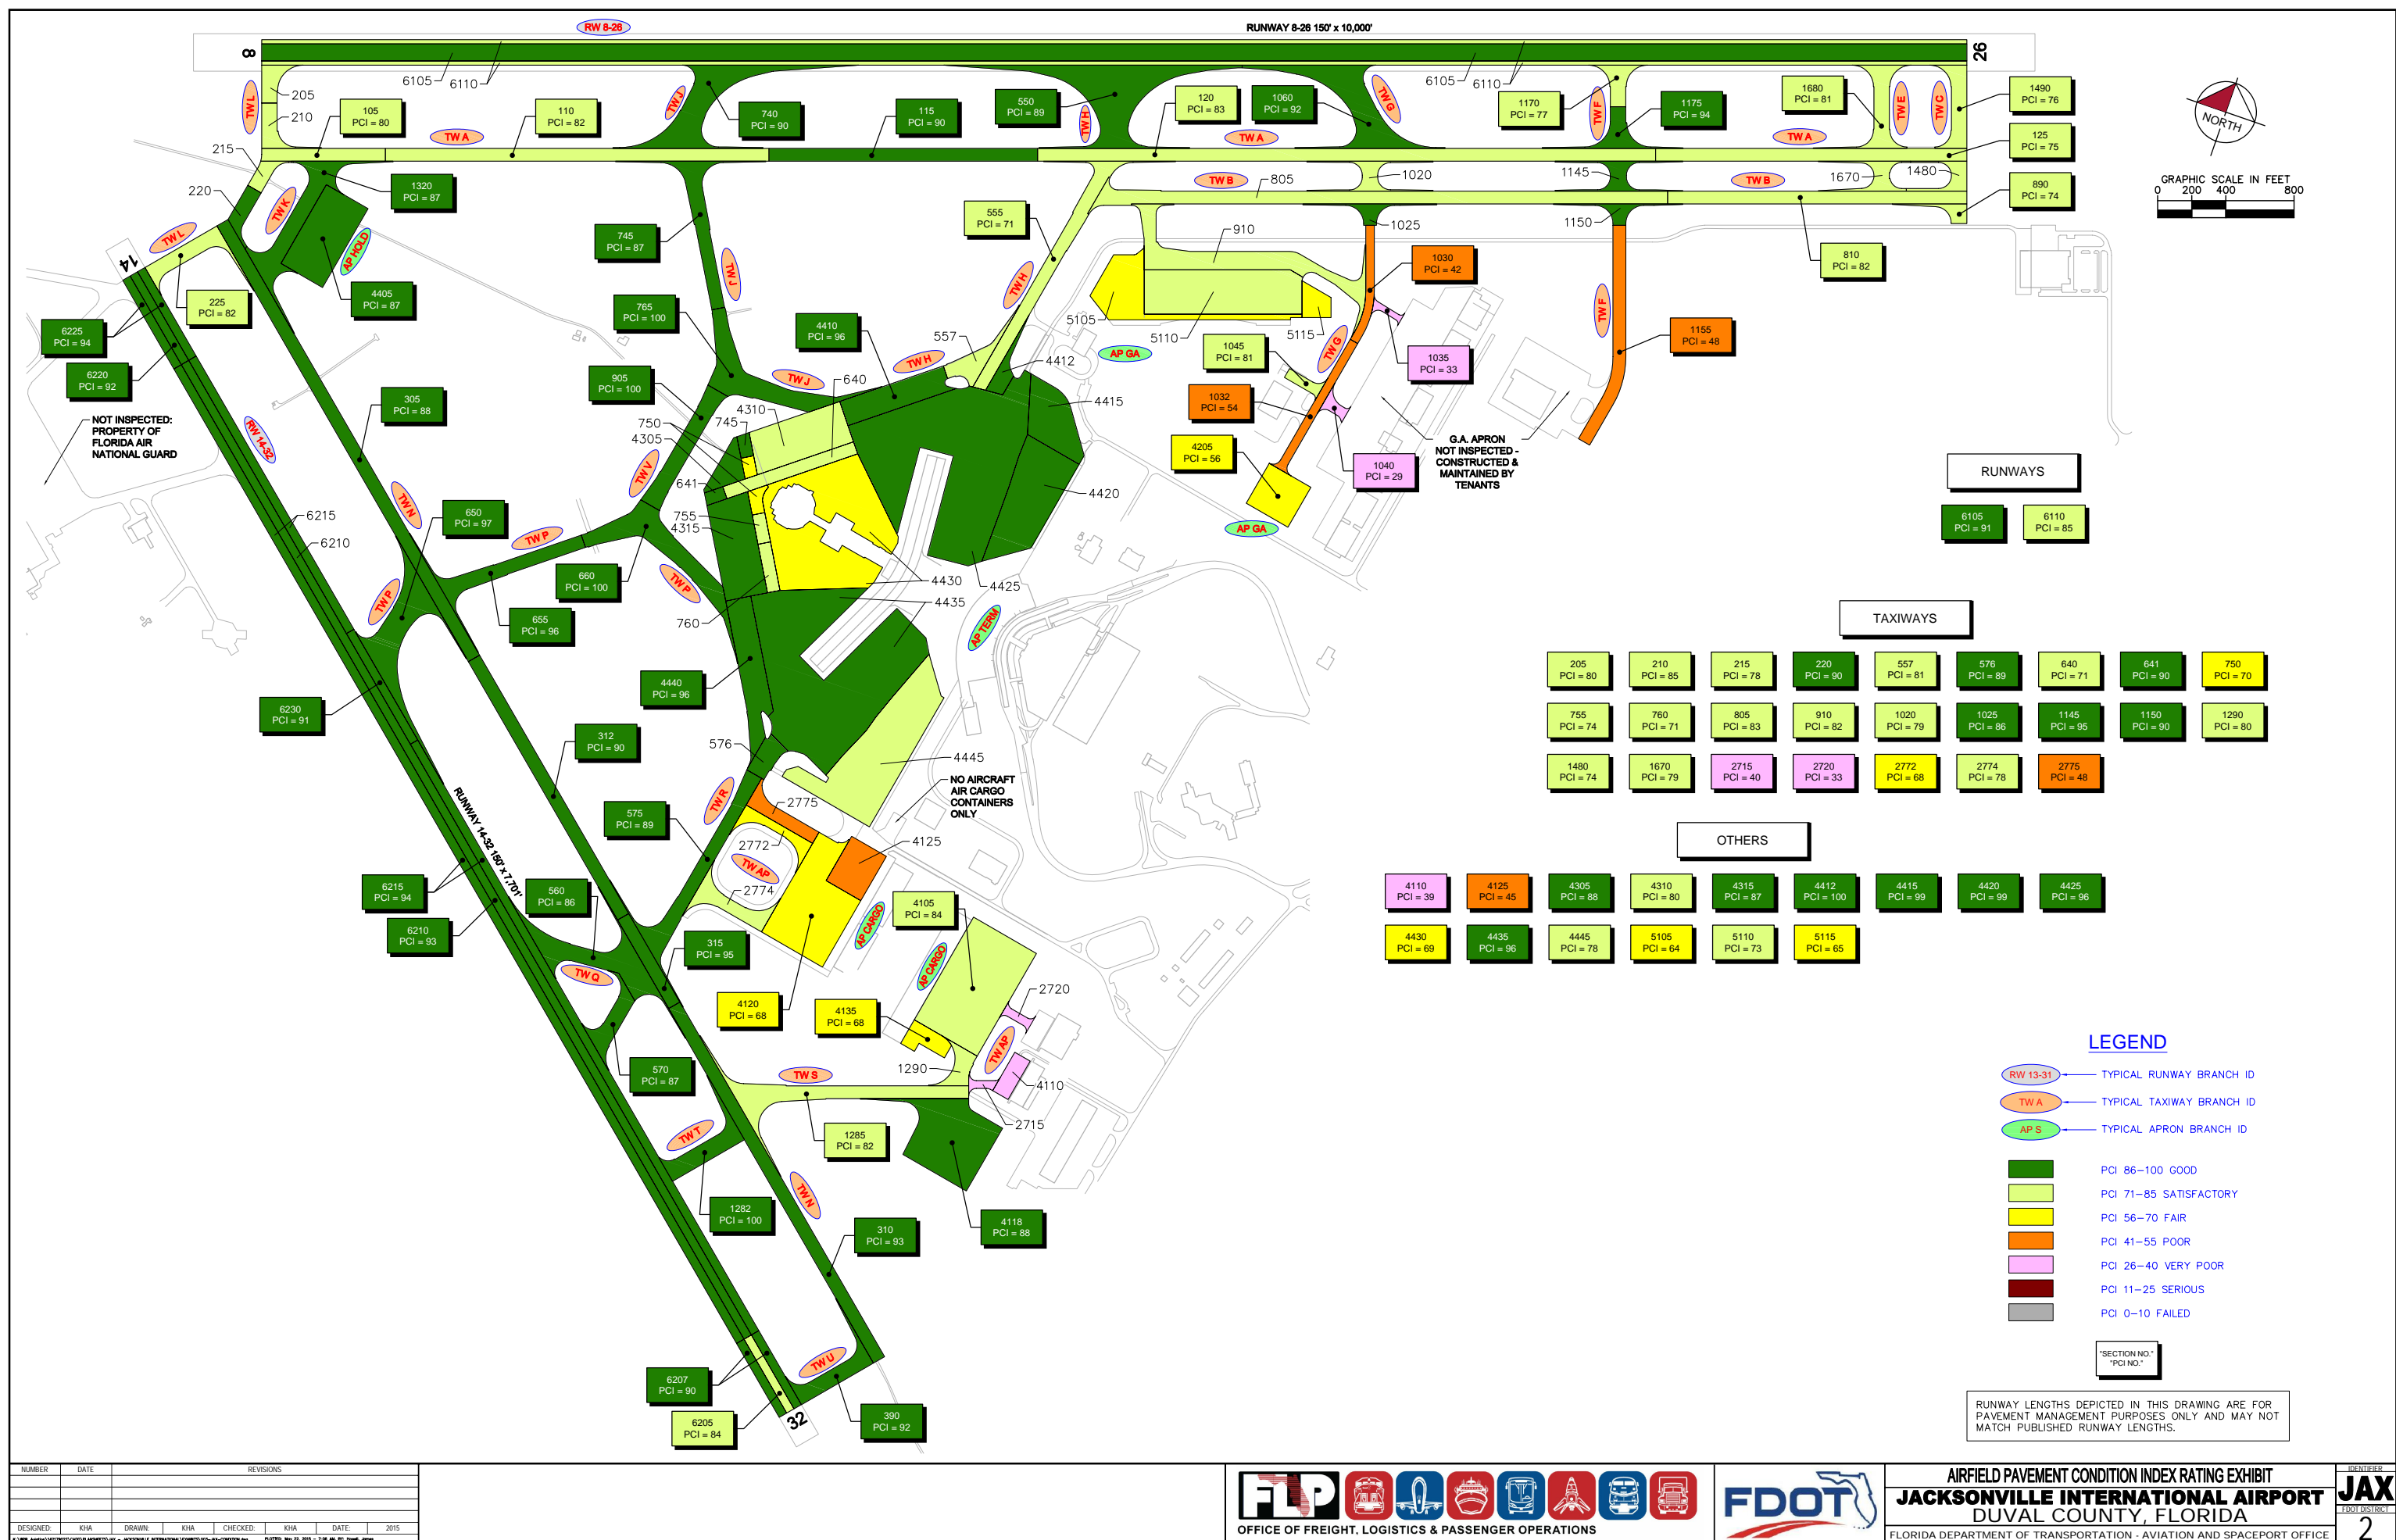 RW 8-26
RUNWAY 8-26 150' x 10,000'
8
26
6105
6110
6105
6110
TW L
205
210
105
PCI = 80
TW A
110
PCI = 82
TW J
740
PCI = 90
115
PCI = 90
550
PCI = 89
TW H
120
PCI = 83
1060
PCI = 92
TW G
TW A
1170
PCI = 77
TW F
1175
PCI = 94
1680
PCI = 81
TW A
TW E
TW C
1490
PCI = 76
125
PCI = 75
890
PCI = 74
NORTH
GRAPHIC SCALE IN FEET
0 200 400 800
215
220
TW K
1320
PCI = 87
TW L
14
AP HOLD
4405
PCI = 87
225
PCI = 82
6225
PCI = 94
6220
PCI = 92
NOT INSPECTED:
PROPERTY OF
FLORIDA AIR
NATIONAL GUARD
RW 14-32
305
PCI = 88
TW N
745
PCI = 87
TW J
765
PCI = 100
905
PCI = 100
TW J
4410
PCI = 96
TW H
555
PCI = 71
TW H
557
4412
TW B
805
1020
1145
TW B
1670
1480
910
1025
1150
810
PCI = 82
1030
PCI = 42
5105
5110
5115
AP GA
TW G
1035
PCI = 33
1045
PCI = 81
1032
PCI = 54
4205
PCI = 56
1040
PCI = 29
AP GA
TW F
1155
PCI = 48
G.A. APRON
NOT INSPECTED -
CONSTRUCTED &
MAINTAINED BY
TENANTS
640
4310
745
750
4305
TW V
641
755
4315
4415
4420
4425
4430
4435
760
AP TERM
650
PCI = 97
TW P
660
PCI = 100
TW P
655
PCI = 96
TW P
6215
6210
6230
PCI = 91
4440
PCI = 96
312
PCI = 90
576
4445
NO AIRCRAFT
AIR CARGO
CONTAINERS
ONLY
TW R
575
PCI = 89
2775
2772
TW AP
2774
4125
RUNWAY 14-32 150' x 7,701'
6215
PCI = 94
6210
PCI = 93
560
PCI = 86
TW Q
315
PCI = 95
AP CARGO
4105
PCI = 84
AP CARGO
4120
PCI = 68
4135
PCI = 68
2720
TW AP
1290
4110
2715
570
PCI = 87
TW S
1285
PCI = 82
TW T
1282
PCI = 100
TW N
4118
PCI = 88
310
PCI = 93
TW U
6207
PCI = 90
6205
PCI = 84
32
390
PCI = 92
RUNWAYS
6105
PCI = 91
6110
PCI = 85
TAXIWAYS
205
PCI = 80
210
PCI = 85
215
PCI = 78
220
PCI = 90
557
PCI = 81
576
PCI = 89
640
PCI = 71
641
PCI = 90
750
PCI = 70
755
PCI = 74
760
PCI = 71
805
PCI = 83
910
PCI = 82
1020
PCI = 79
1025
PCI = 86
1145
PCI = 95
1150
PCI = 90
1290
PCI = 80
1480
PCI = 74
1670
PCI = 79
2715
PCI = 40
2720
PCI = 33
2772
PCI = 68
2774
PCI = 78
2775
PCI = 48
OTHERS
4110
PCI = 39
4125
PCI = 45
4305
PCI = 88
4310
PCI = 80
4315
PCI = 87
4412
PCI = 100
4415
PCI = 99
4420
PCI = 99
4425
PCI = 96
4430
PCI = 69
4435
PCI = 96
4445
PCI = 78
5105
PCI = 64
5110
PCI = 73
5115
PCI = 65
LEGEND
RW 13-31 TYPICAL RUNWAY BRANCH ID
TW A TYPICAL TAXIWAY BRANCH ID
AP S TYPICAL APRON BRANCH ID
PCI 86-100 GOOD
PCI 71-85 SATISFACTORY
PCI 56-70 FAIR
PCI 41-55 POOR
PCI 26-40 VERY POOR
PCI 11-25 SERIOUS
PCI 0-10 FAILED
"SECTION NO."
"PCI NO."
RUNWAY LENGTHS DEPICTED IN THIS DRAWING ARE FOR
PAVEMENT MANAGEMENT PURPOSES ONLY AND MAY NOT
MATCH PUBLISHED RUNWAY LENGTHS.
NUMBER DATE REVISIONS
DESIGNED: KHA DRAWN: KHA CHECKED: KHA DATE: 2015
FLP
OFFICE OF FREIGHT, LOGISTICS & PASSENGER OPERATIONS
FDOT
AIRFIELD PAVEMENT CONDITION INDEX RATING EXHIBIT
JACKSONVILLE INTERNATIONAL AIRPORT
DUVAL COUNTY, FLORIDA
FLORIDA DEPARTMENT OF TRANSPORTATION - AVIATION AND SPACEPORT OFFICE
IDENTIFIER
JAX
FDOT DISTRICT
2